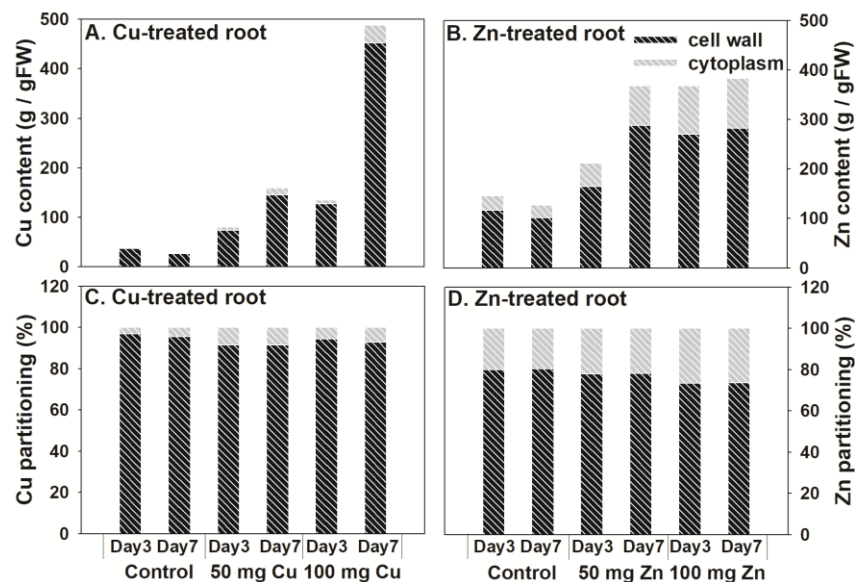 A. Cu-treated root
Cu content (g / gFW)
500
400
300
200
100
0
B. Zn-treated root
cell wall
cytoplasm
Zn content (g / gFW)
500
400
300
200
100
0
C. Cu-treated root
Cu partitioning (%)
120
100
80
60
40
20
0
D. Zn-treated root
Zn partitioning (%)
120
100
80
60
40
20
0
Day3 Day7 Day3 Day7 Day3 Day7
Control 50 mg Cu 100 mg Cu
Day3 Day7 Day3 Day7 Day3 Day7
Control 50 mg Zn 100 mg Zn